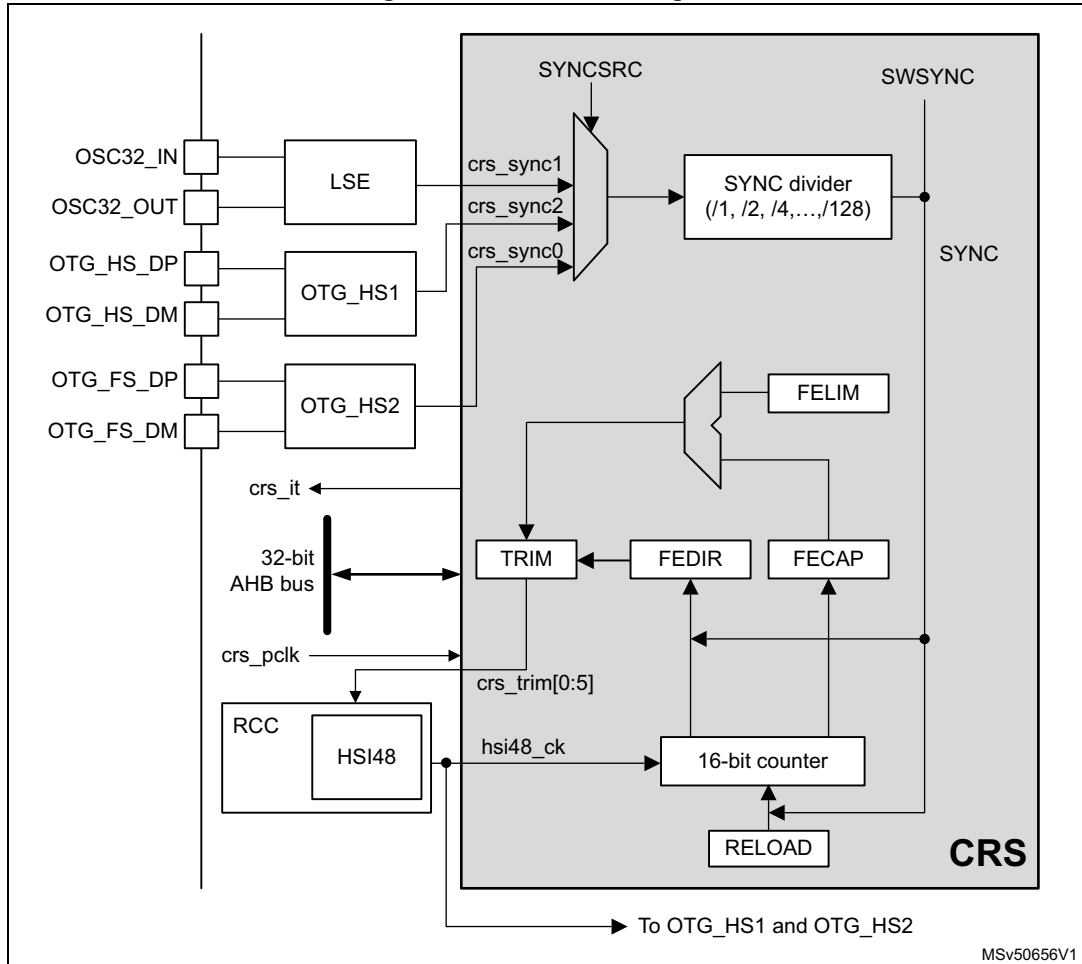 SYNCSRC
SWSYNC
OSC32_IN
OSC32_OUT
LSE
crs_sync1
crs_sync2
crs_sync0
SYNC divider
(/1, /2, /4,…,/128)
SYNC
OTG_HS_DP
OTG_HS_DM
OTG_HS1
OTG_FS_DP
OTG_FS_DM
OTG_HS2
FELIM
crs_it
32-bit
AHB bus
TRIM
FEDIR
FECAP
crs_pclk
crs_trim[0:5]
RCC
HSI48
hsi48_ck
16-bit counter
RELOAD
CRS
To OTG_HS1 and OTG_HS2
MSv50656V1